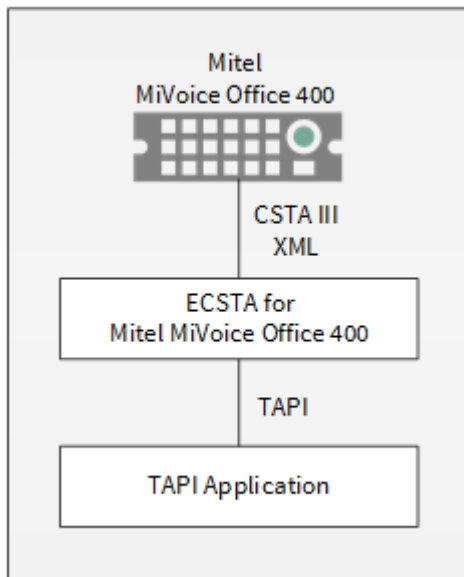 Mitel
MiVoice Office 400
CSTA III
XML
ECSTA for
Mitel MiVoice Office 400
TAPI
TAPI Application